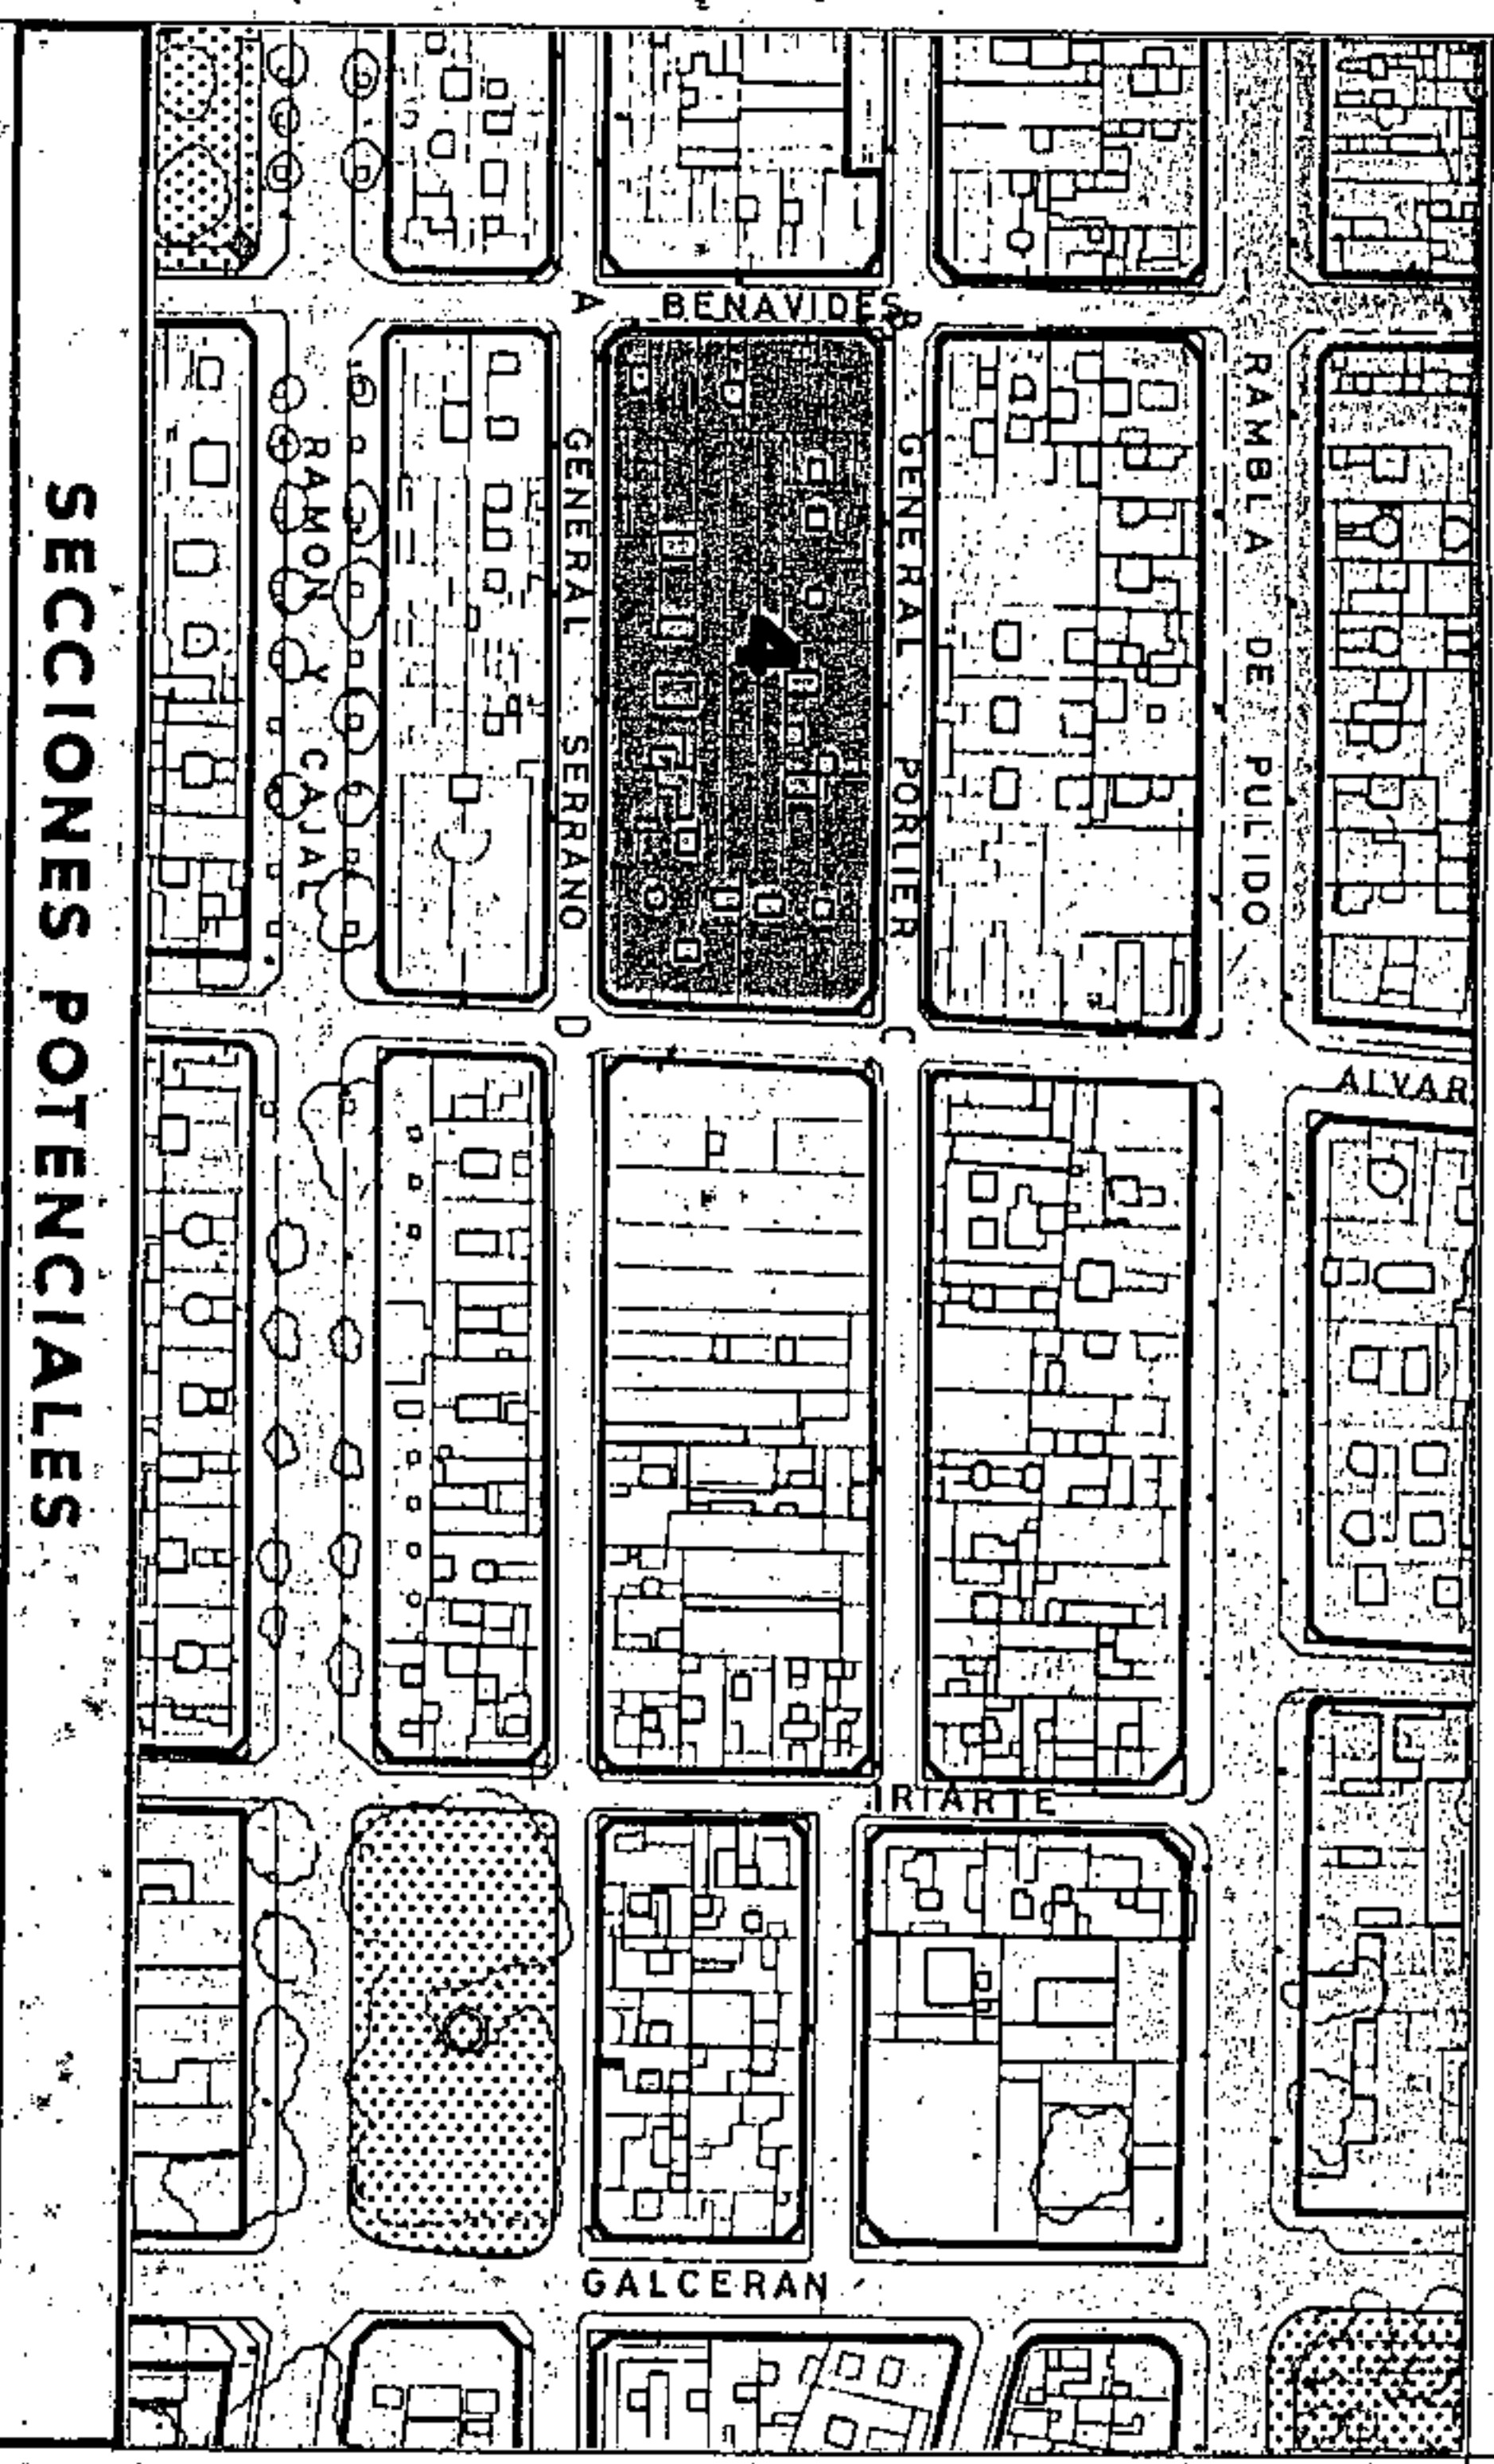 SECCIONES POTENCIALES
A
BENAVIDES
B
RAMON Y CAJAL
GENERAL SERRANO
4
GENERAL PORLIER
RAMBLA DE PULIDO
D
C
ALVAR
IRIARTE
GALCERAN